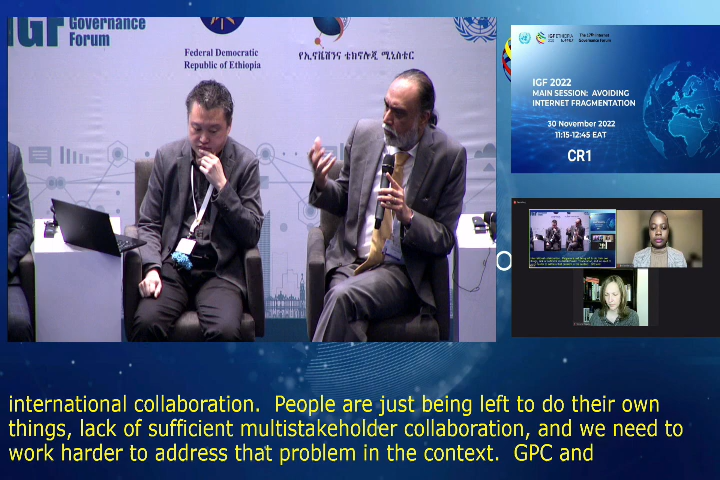 IGF Governance
Forum
Federal Democratic
Republic of Ethiopia
የኢኖቬሽንና ቴክኖሎጂ ሚኒስቴር
IGF 2022
MAIN SESSION: AVOIDING
INTERNET FRAGMENTATION
30 November 2022
11:15-12:45 EAT
CR1
international collaboration. People are just being left to do their own
things, lack of sufficient multistakeholder collaboration, and we need to
work harder to address that problem in the context. GPC and